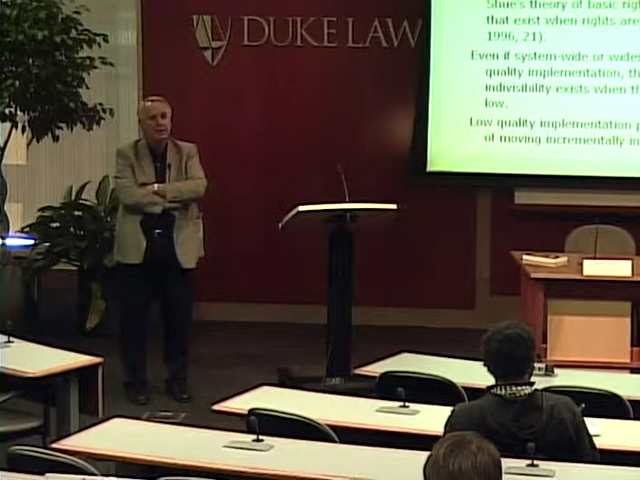 DUKE LAW
Shue's theory of basic rig
that exist when rights are
1996, 21).
Even if system-wide or wides
quality implementation, th
indivisibility exists when th
low.
Low quality implementation p
of moving incrementally in